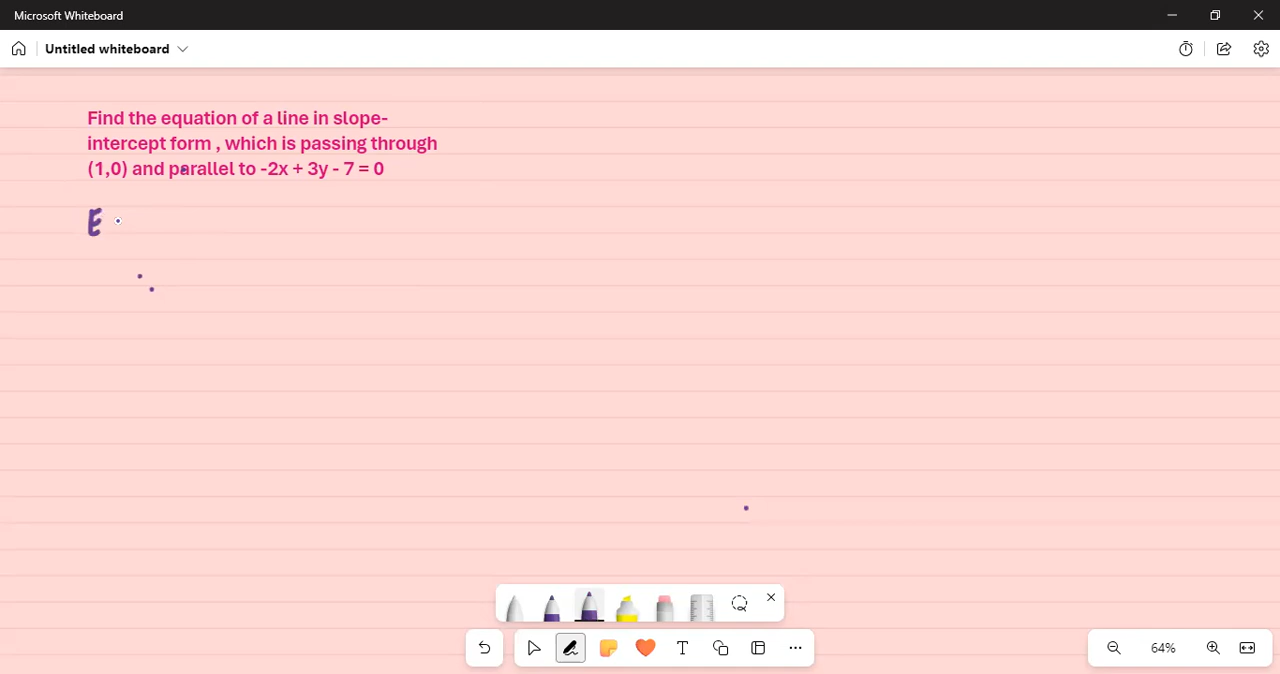 Microsoft Whiteboard
Untitled whiteboard
Find the equation of a line in slope-
intercept form , which is passing through
(1,0) and parallel to -2x + 3y - 7 = 0
E
T
64%